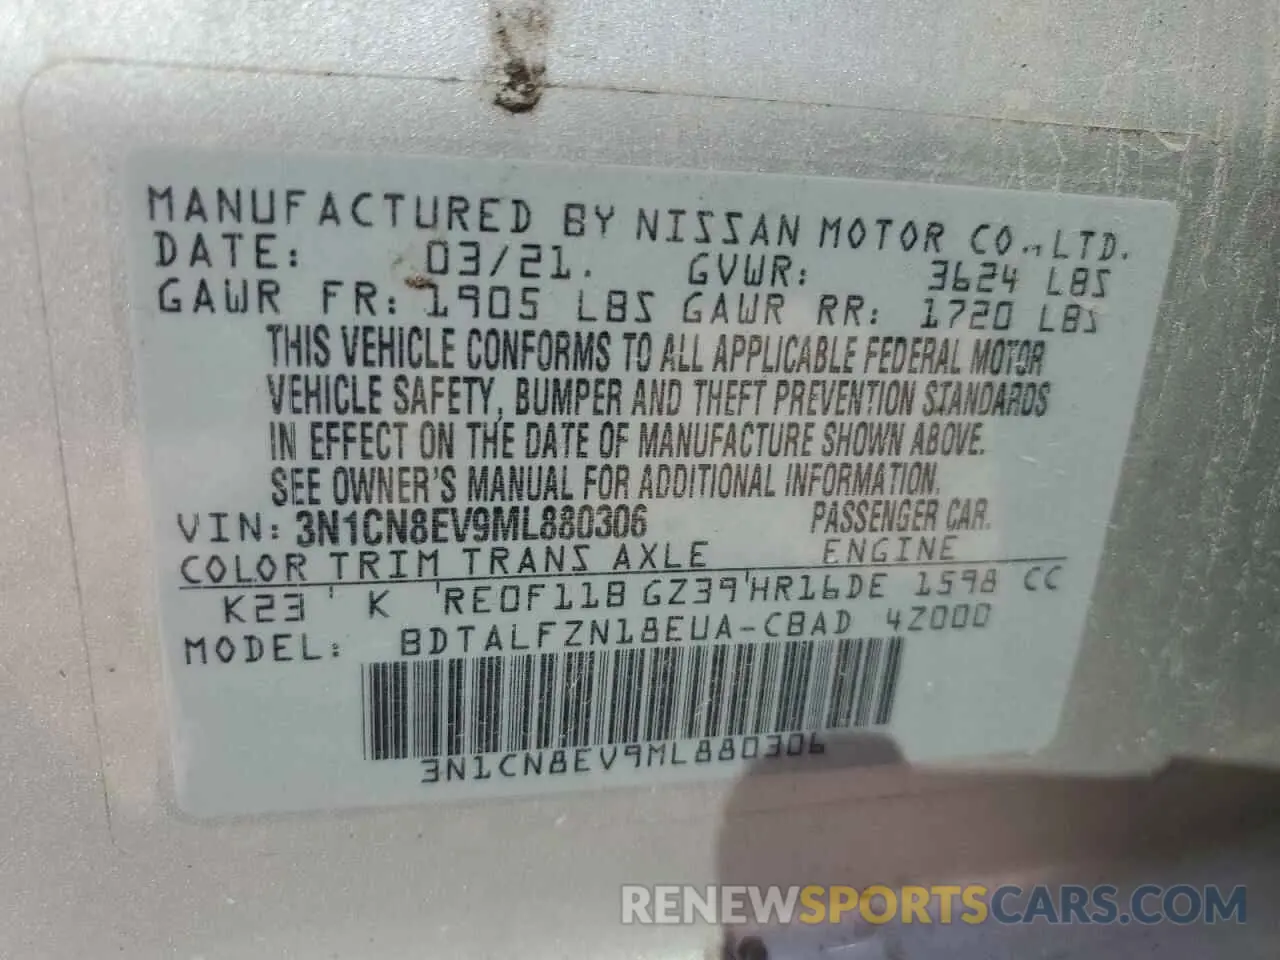 MANUFACTURED BY NISSAN MOTOR CO., LTD.
DATE: 03/21. GVWR: 3624 LBS
GAWR FR: 1905 LBS GAWR RR: 1720 LBS
THIS VEHICLE CONFORMS TO ALL APPLICABLE FEDERAL MOTOR
VEHICLE SAFETY, BUMPER AND THEFT PREVENTION STANDARDS
IN EFFECT ON THE DATE OF MANUFACTURE SHOWN ABOVE.
SEE OWNER'S MANUAL FOR ADDITIONAL INFORMATION.
VIN: 3N1CN8EV9ML880306 PASSENGER CAR.
COLOR TRIM TRANS AXLE ENGINE
K23 ' K 'RE0F11B GZ39'HR16DE 1598 CC
MODEL: BDTALFZN18EUA-CBAD 4Z000
3N1CN8EV9ML880306
RENEWSPORTSCARS.COM